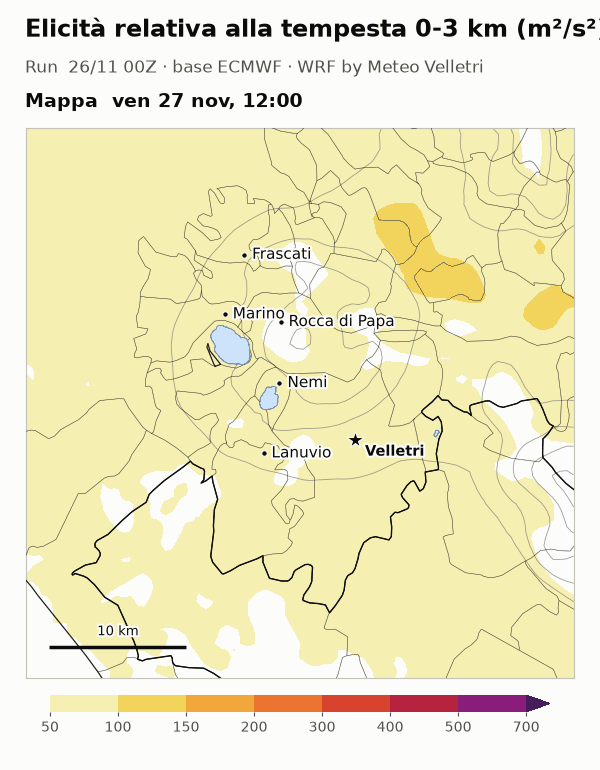 Elicità relativa alla tempesta 0-3 km (m²/s²)
Run  26/11 00Z · base ECMWF · WRF by Meteo Velletri
Mappa  ven 27 nov, 12:00
Frascati
Marino
Rocca di Papa
Nemi
Velletri
Lanuvio
10 km
50 100 150 200 300 400 500 700